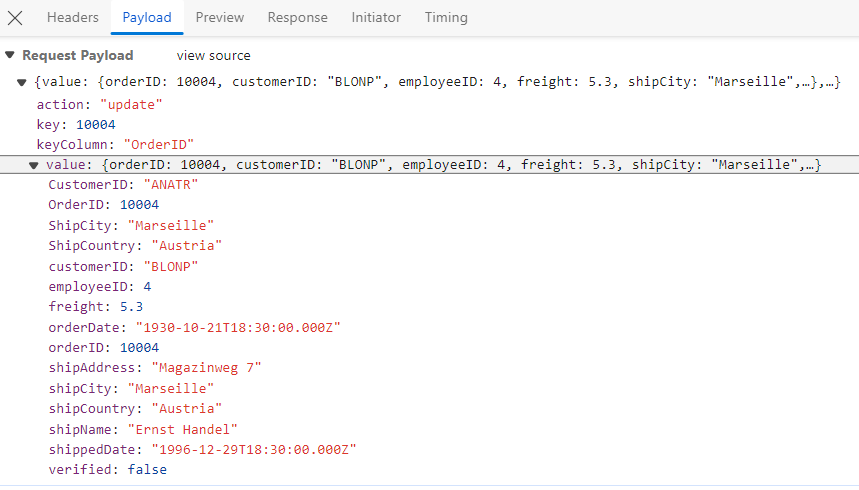 Headers Payload Preview Response Initiator Timing
Request Payload view source
{value: {orderID: 10004, customerID: "BLONP", employeeID: 4, freight: 5.3, shipCity: "Marseille",…},…}
action: "update"
key: 10004
keyColumn: "OrderID"
value: {orderID: 10004, customerID: "BLONP", employeeID: 4, freight: 5.3, shipCity: "Marseille",…}
CustomerID: "ANATR"
OrderID: 10004
ShipCity: "Marseille"
ShipCountry: "Austria"
customerID: "BLONP"
employeeID: 4
freight: 5.3
orderDate: "1930-10-21T18:30:00.000Z"
orderID: 10004
shipAddress: "Magazinweg 7"
shipCity: "Marseille"
shipCountry: "Austria"
shipName: "Ernst Handel"
shippedDate: "1996-12-29T18:30:00.000Z"
verified: false